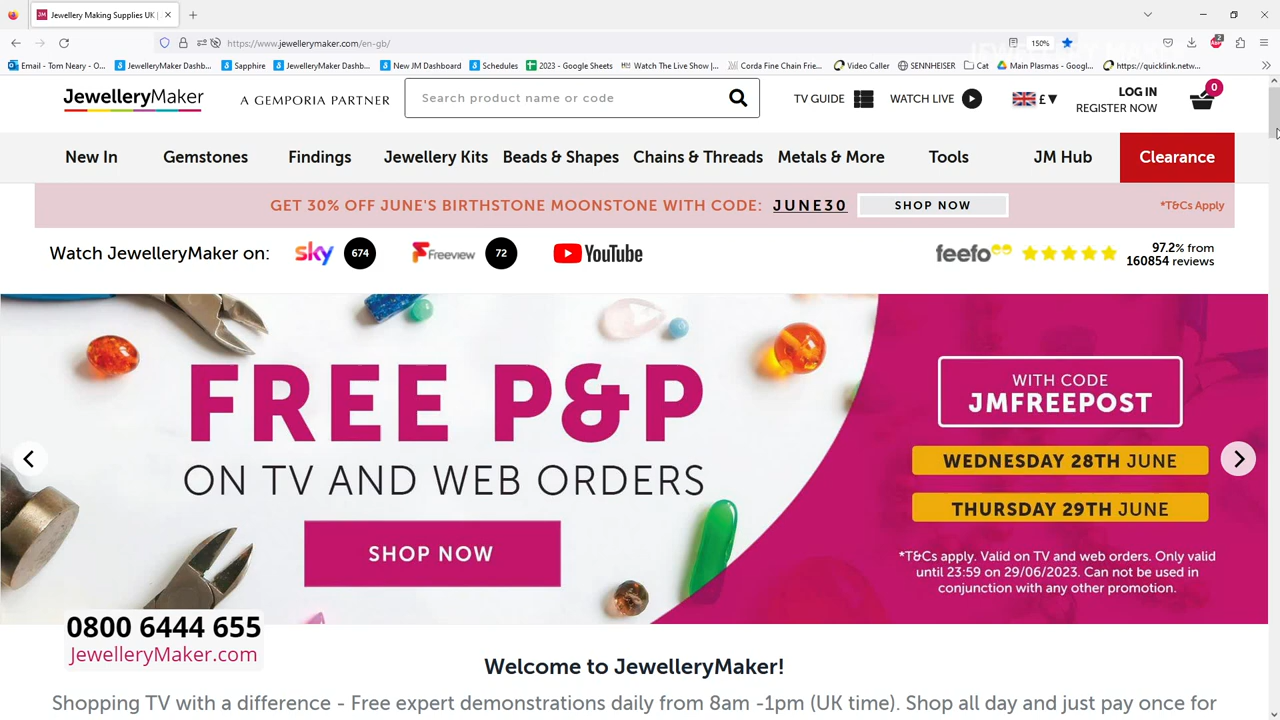 Jewellery Making Supplies UK |
https://www.jewellerymaker.com/en-gb/
150%
2
Email - Tom Neary - O...
JewelleryMaker Dashb...
Sapphire
JewelleryMaker Dashb...
New JM Dashboard
Schedules
2023 - Google Sheets
Watch The Live Show |...
Corda Fine Chain Frie...
Video Caller
SENNHEISER
Cat
Main Plasmas - Googl...
https://quicklink.netw...
JewelleryMaker
A GEMPORIA PARTNER
Search product name or code
TV GUIDE
WATCH LIVE
£
LOG IN
REGISTER NOW
0
New In
Gemstones
Findings
Jewellery Kits
Beads & Shapes
Chains & Threads
Metals & More
Tools
JM Hub
Clearance
GET 30% OFF JUNE'S BIRTHSTONE MOONSTONE WITH CODE: JUNE30
SHOP NOW
*T&Cs Apply
Watch JewelleryMaker on:
sky
674
Freeview
72
YouTube
feefo
97.2% from
160854 reviews
FREE P&P
ON TV AND WEB ORDERS
SHOP NOW
WITH CODE
JMFREEPOST
WEDNESDAY 28TH JUNE
THURSDAY 29TH JUNE
*T&Cs apply. Valid on TV and web orders. Only valid
until 23:59 on 29/06/2023. Can not be used in
conjunction with any other promotion.
0800 6444 655
JewelleryMaker.com
Welcome to JewelleryMaker!
Shopping TV with a difference - Free expert demonstrations daily from 8am -1pm (UK time). Shop all day and just pay once for